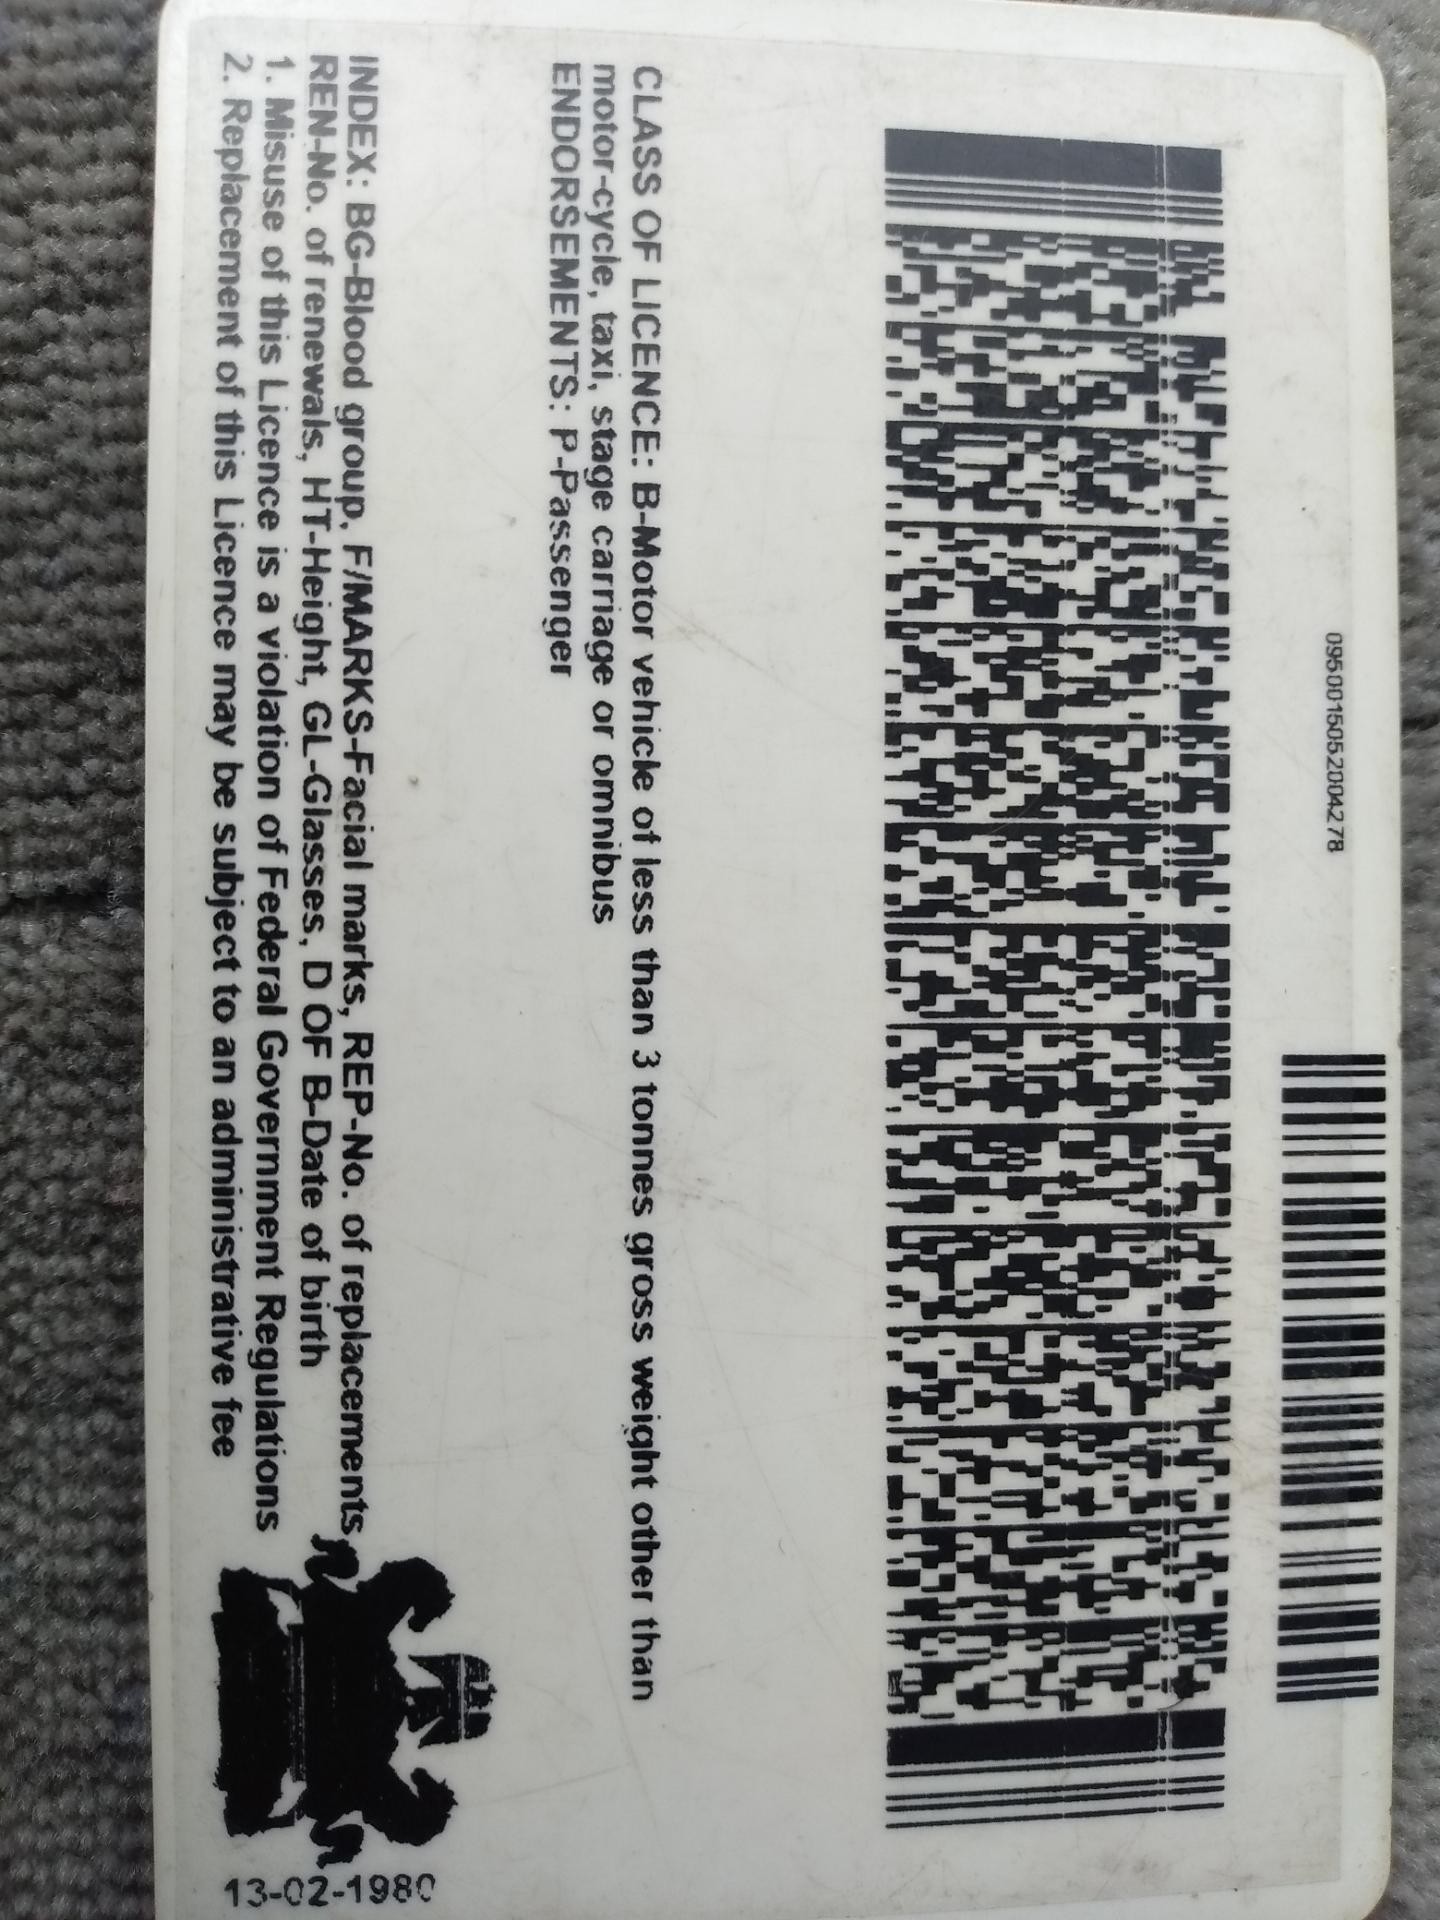 09500150520042​78
CLASS OF LICENCE: B-Motor vehicle of less than 3 tonnes gross weight other than
motor-cycle, taxi, stage carriage or omnibus
ENDORSEMENTS: P-Passenger
INDEX: BG-Blood group, F/MARKS-Facial marks, REP-No. of replacements
REN-No. of renewals, HT-Height, GL-Glasses, D OF B-Date of birth
1. Misuse of this Licence is a violation of Federal Government Regulations
2. Replacement of this Licence may be subject to an administrative fee
13-02-1980